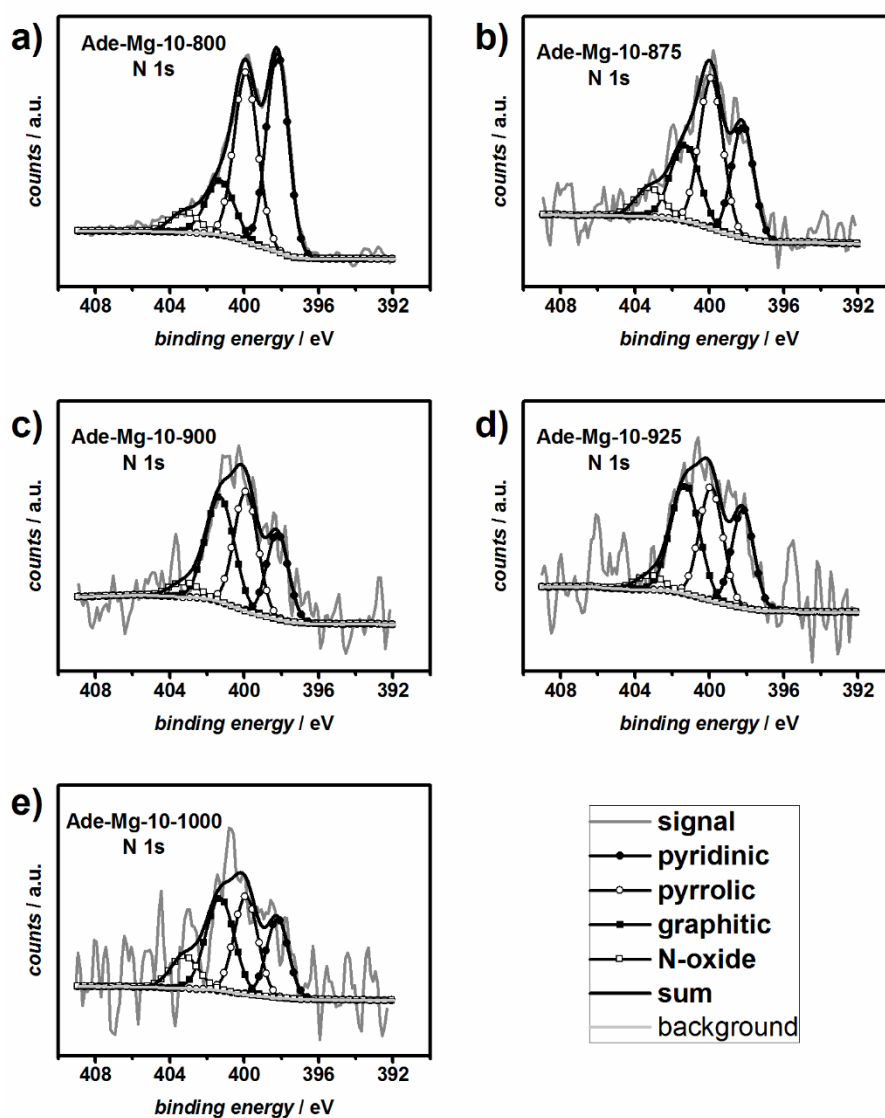 a)
Ade-Mg-10-800
N 1s
counts / a.u.
408 404 400 396 392
binding energy / eV
b)
Ade-Mg-10-875
N 1s
counts / a.u.
408 404 400 396 392
binding energy / eV
c)
Ade-Mg-10-900
N 1s
counts / a.u.
408 404 400 396 392
binding energy / eV
d)
Ade-Mg-10-925
N 1s
counts / a.u.
408 404 400 396 392
binding energy / eV
e)
Ade-Mg-10-1000
N 1s
counts / a.u.
408 404 400 396 392
binding energy / eV
signal
pyridinic
pyrrolic
graphitic
N-oxide
sum
background